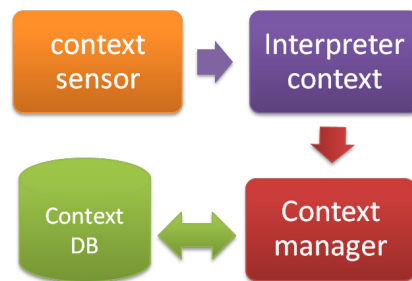 context
sensor
Interpreter
context
Context
DB
Context
manager